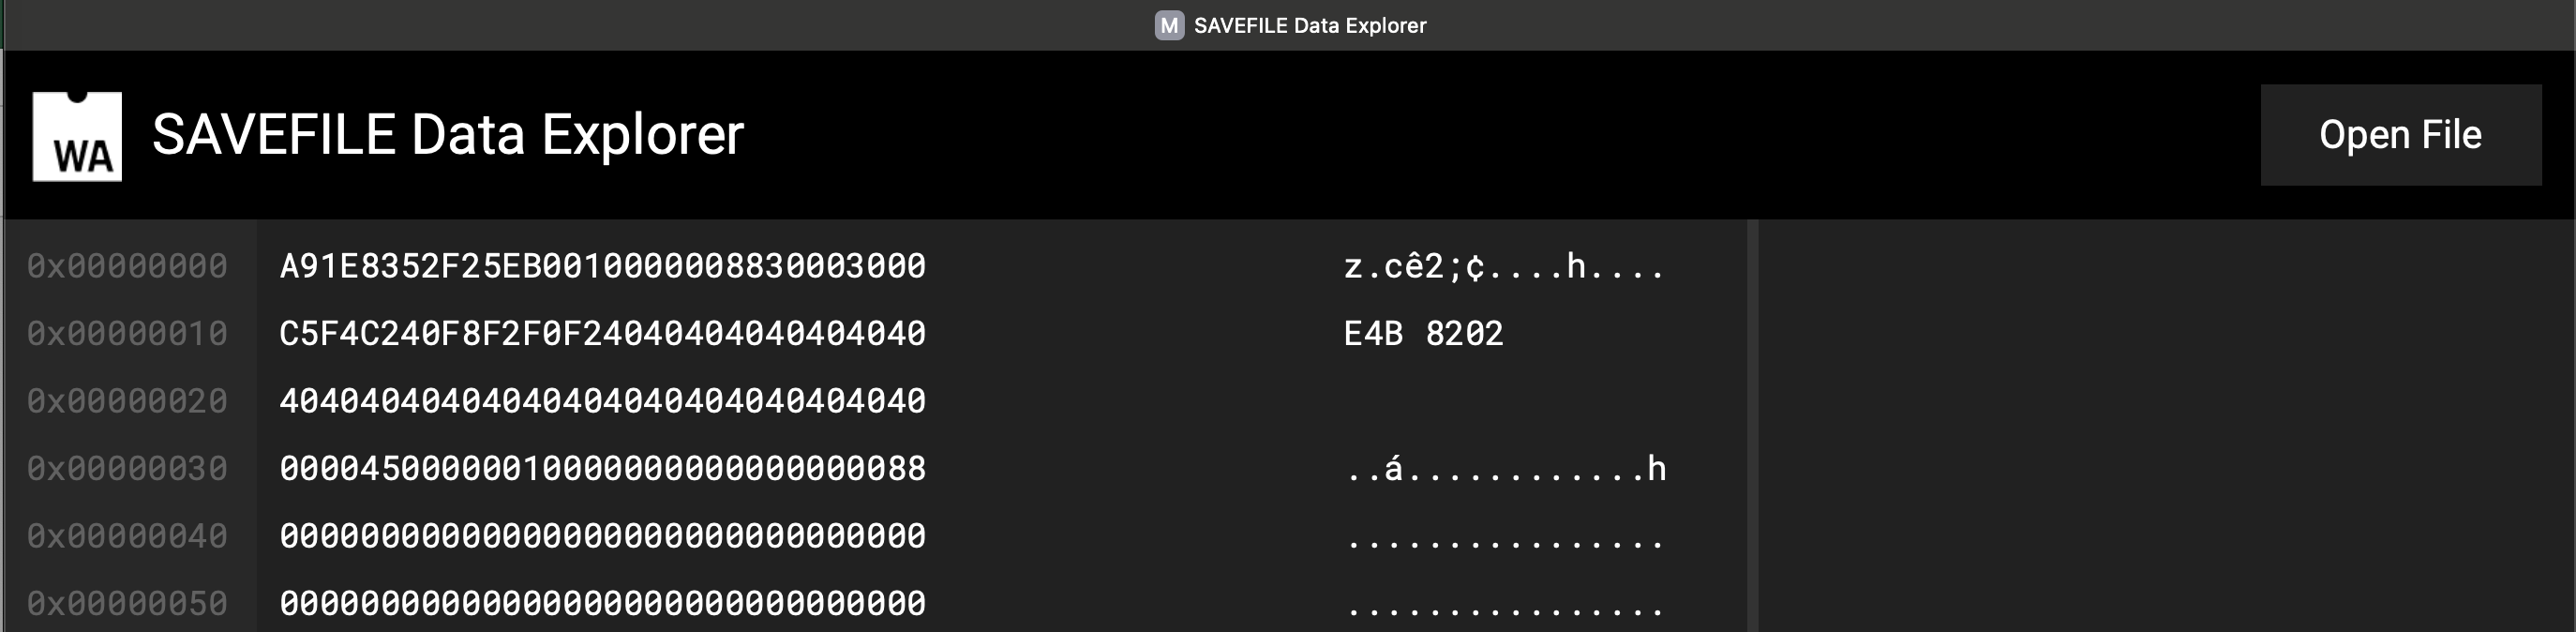 M SAVEFILE Data Explorer
WA SAVEFILE Data Explorer Open File
0x00000000 A91E8352F25EB0010000008830003000 z.cê2;¢....h....
0x00000010 C5F4C240F8F2F0F24040404040404040 E4B 8202
0x00000020 40404040404040404040404040404040
0x00000030 00004500000010000000000000000088 ..á............h
0x00000040 00000000000000000000000000000000 ................
0x00000050 00000000000000000000000000000000 ................